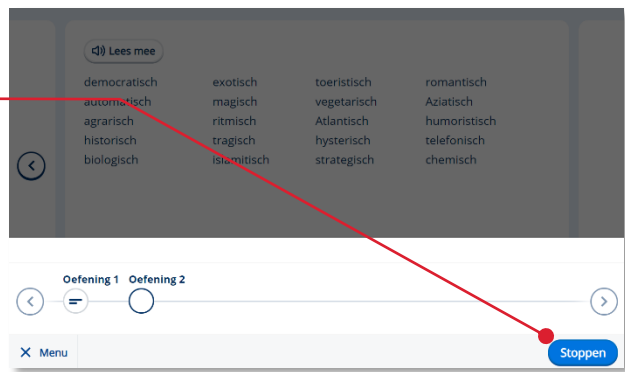 Lees mee
democratisch exotisch toeristisch romantisch
automatisch magisch vegetarisch Aziatisch
agrarisch ritmisch Atlantisch humoristisch
historisch tragisch hysterisch telefonisch
biologisch islamitisch strategisch chemisch
Oefening 1 Oefening 2
Menu Stoppen